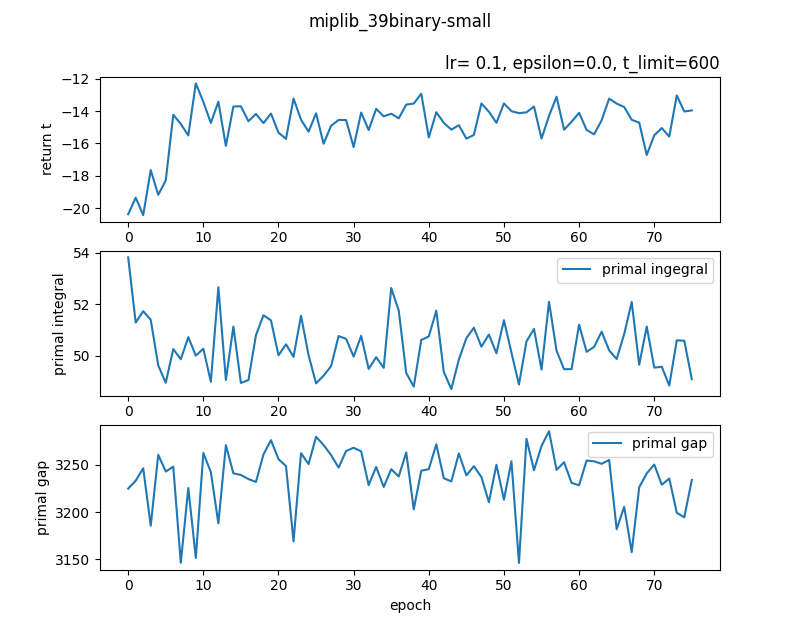 miplib_39binary-small
lr= 0.1, epsilon=0.0, t_limit=600
return t
−12
−14
−16
−18
−20
0 10 20 30 40 50 60 70
primal integral
54
52
50
primal ingegral
0 10 20 30 40 50 60 70
primal gap
3250
3200
3150
primal gap
0 10 20 30 40 50 60 70
epoch